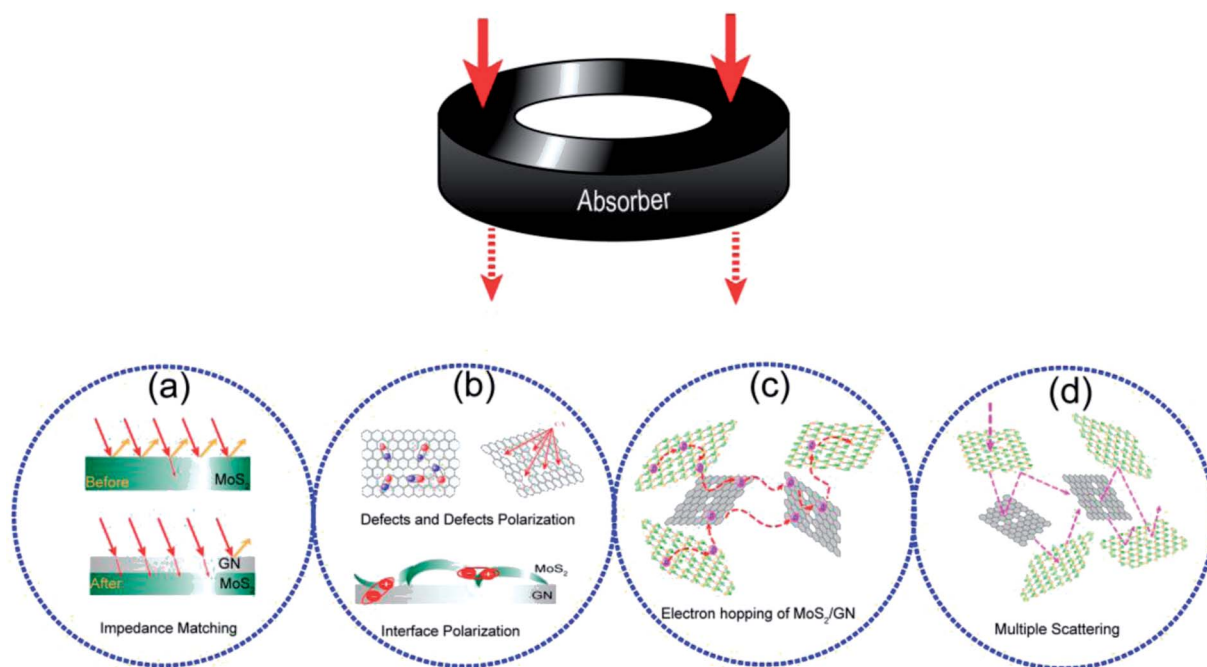 Absorber
(a)
Before
MoS2
GN
After
MoS
Impedance Matching
(b)
Defects and Defects Polarization
MoS2
GN
Interface Polarization
(c)
Electron hopping of MoS2/GN
(d)
Multiple Scattering